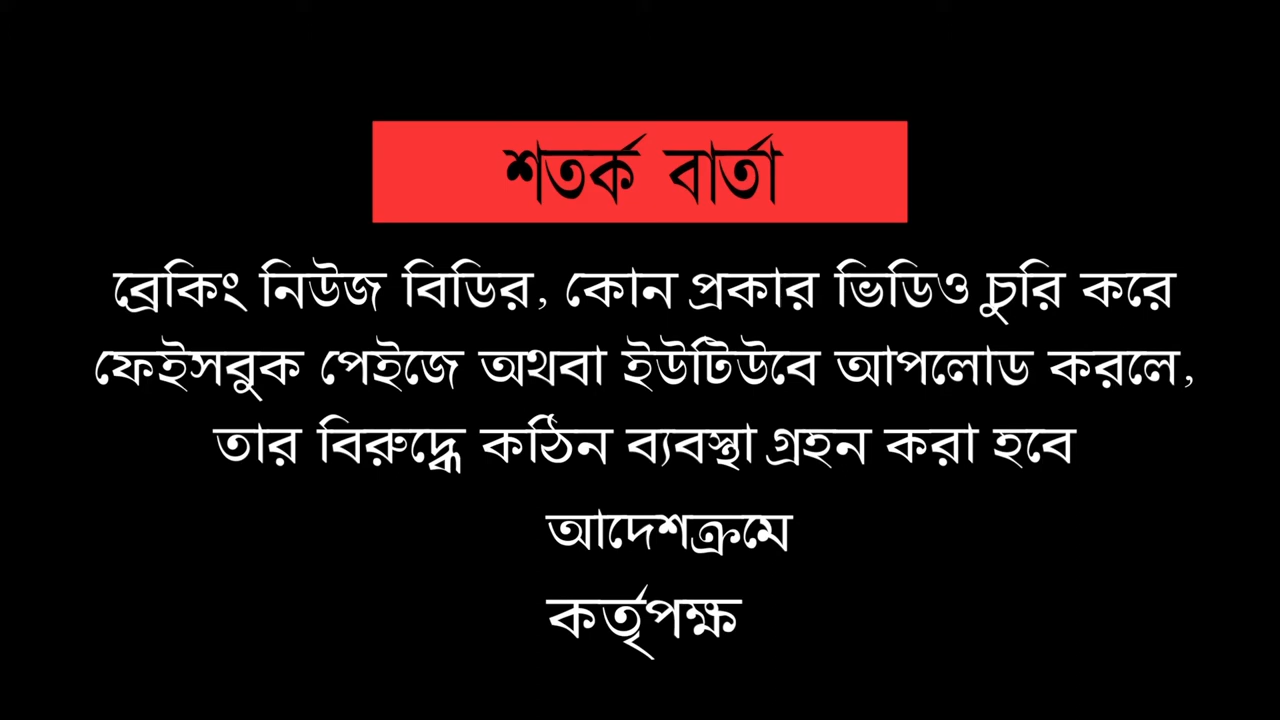 শতর্ক বার্তা
ব্রেকিং নিউজ বিডির, কোন প্রকার ভিডিও চুরি করে
ফেইসবুক পেইজে অথবা ইউটিউবে আপলোড করলে,
তার বিরুদ্ধে কঠিন ব্যবস্থা গ্রহন করা হবে
আদেশক্রমে
কর্তৃপক্ষ